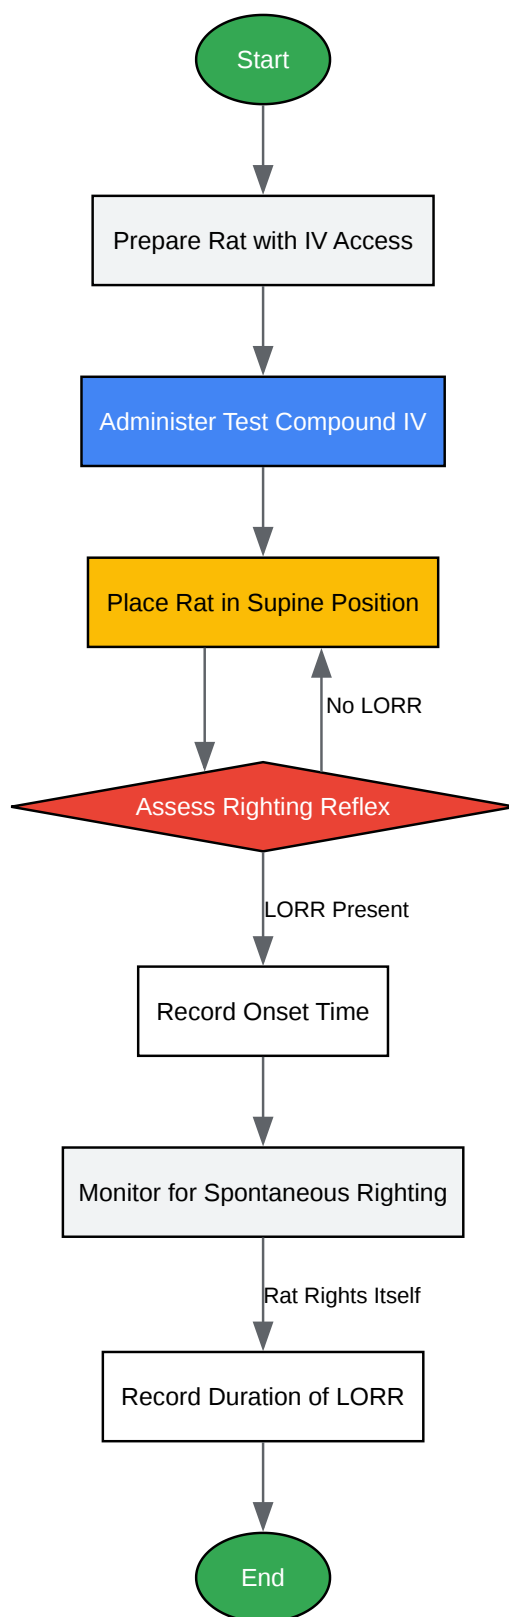 Start
Prepare Rat with IV Access
Administer Test Compound IV
Place Rat in Supine Position
No LORR
Assess Righting Reflex
LORR Present
Record Onset Time
Monitor for Spontaneous Righting
Rat Rights Itself
Record Duration of LORR
End